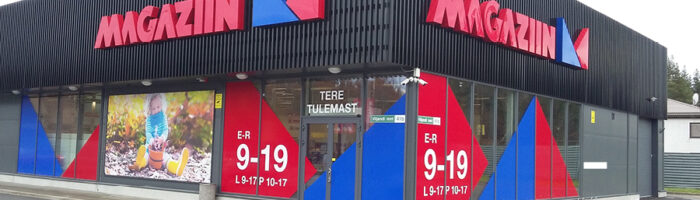 MAGAZIIN
MAGAZIIN
TERE
TULEMAST
E-R
9-19
L 9-17 P 10-17
E-R
9-19
L 9-17 P 10-17